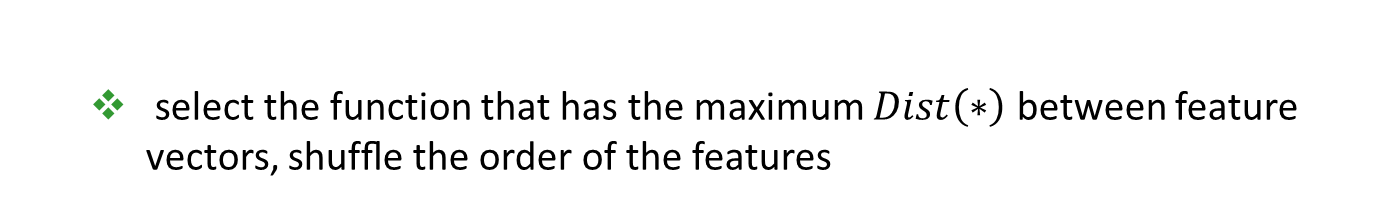 ❖ select the function that has the maximum Dist(∗) between feature
vectors, shuffle the order of the features